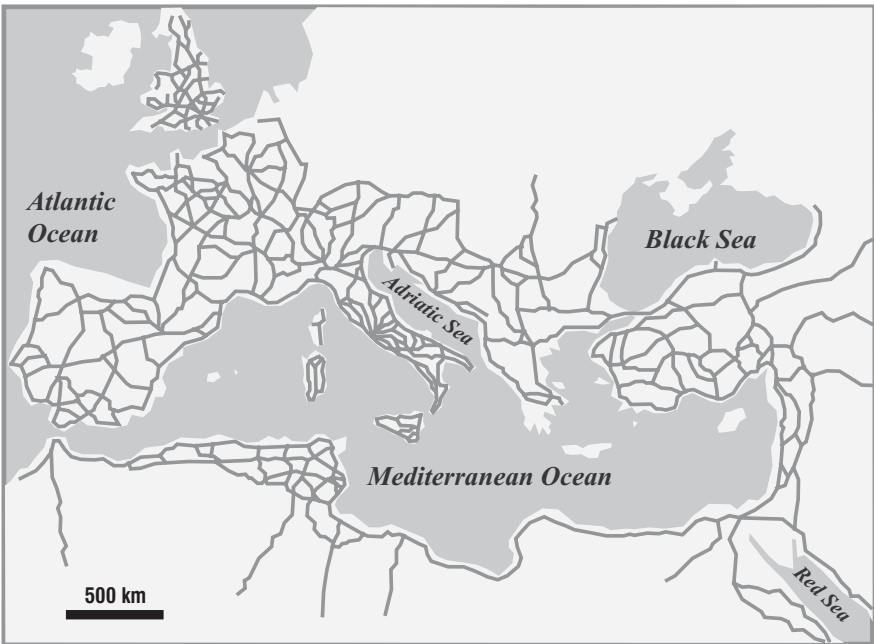 Atlantic
Ocean
Black Sea
Adriatic Sea
Mediterranean Ocean
500 km
Red Sea